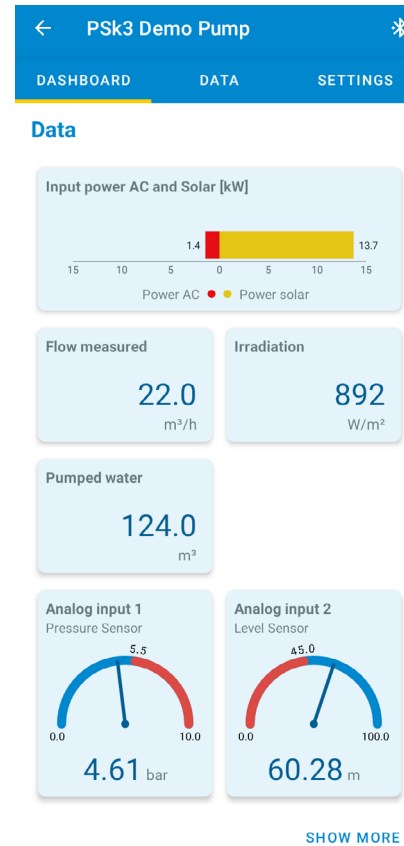 PSk3 Demo Pump
DASHBOARD DATA SETTINGS
Data
Input power AC and Solar [kW]
1.4 13.7
15 10 5 0 5 10 15
Power AC Power solar
Flow measured
22.0
m³/h
Irradiation
892
W/m²
Pumped water
124.0
m³
Analog input 1
Pressure Sensor
5.5
0.0 10.0
4.61 bar
Analog input 2
Level Sensor
45.0
0.0 100.0
60.28 m
SHOW MORE